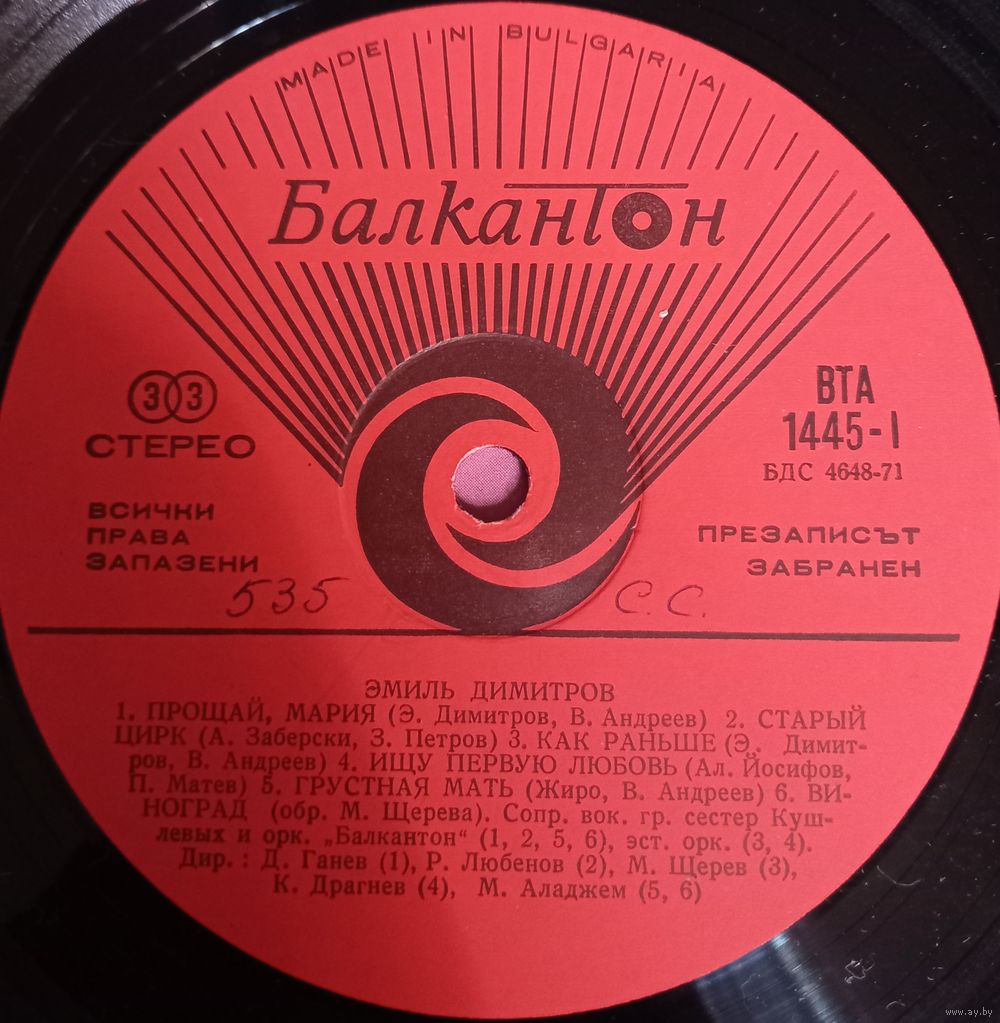 MADE IN BULGARIA
Балкантон
33
СТЕРЕО
ВСИЧКИ
ПРАВА
ЗАПАЗЕНИ
ВТА
1445-I
БДС 4648-71
ПРЕЗАПИСЪТ
ЗАБРАНЕН
535
С.С.
ЭМИЛЬ ДИМИТРОВ
1. ПРОЩАЙ, МАРИЯ (Э. Димитров, В. Андреев) 2. СТАРЫЙ
ЦИРК (А. Заберски, З. Петров) 3. КАК РАНЬШЕ (Э. Димит-
ров, В. Андреев) 4. ИЩУ ПЕРВУЮ ЛЮБОВЬ (Ал. Йосифов,
П. Матев) 5. ГРУСТНАЯ МАТЬ (Жиро, В. Андреев) 6. ВИ-
НОГРАД (обр. М. Щерева). Сопр. вок. гр. сестер Куш-
левых и орк. „Балкантон“ (1, 2, 5, 6), эст. орк. (3, 4).
Дир. : Д. Ганев (1), Р. Любенов (2), М. Щерев (3),
К. Драгнев (4), М. Аладжем (5, 6)
www.ay.by